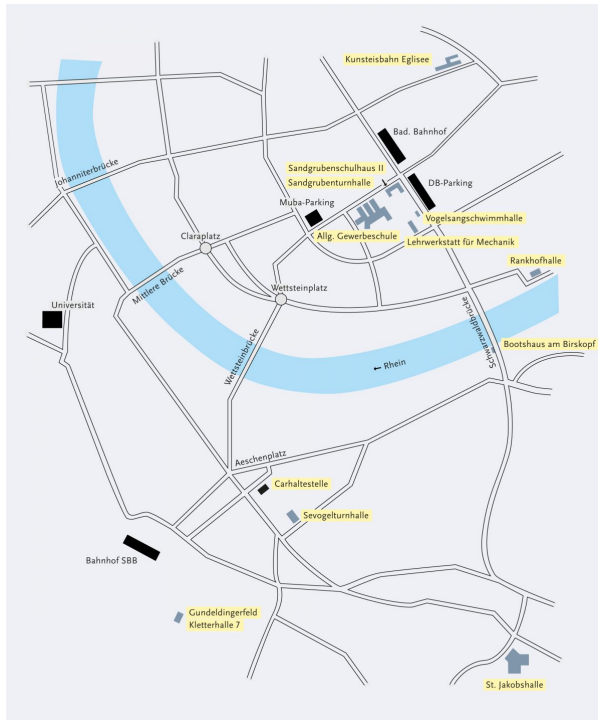 Kunsteisbahn Eglisee
Bad. Bahnhof
Johanniterbrücke
Sandgrubenschulhaus II
Sandgrubenturnhalle
DB-Parking
Muba-Parking
Vogelsangschwimmhalle
Claraplatz
Allg. Gewerbeschule
Lehrwerkstatt für Mechanik
Rankhofhalle
Mittlere Brücke
Wettsteinplatz
Universität
Schwarzwaldbrücke
Bootshaus am Birskopf
Wettsteinbrücke
← Rhein
Aeschenplatz
Carhaltestelle
Sevogelturnhalle
Bahnhof SBB
Gundeldingerfeld
Kletterhalle 7
St. Jakobshalle